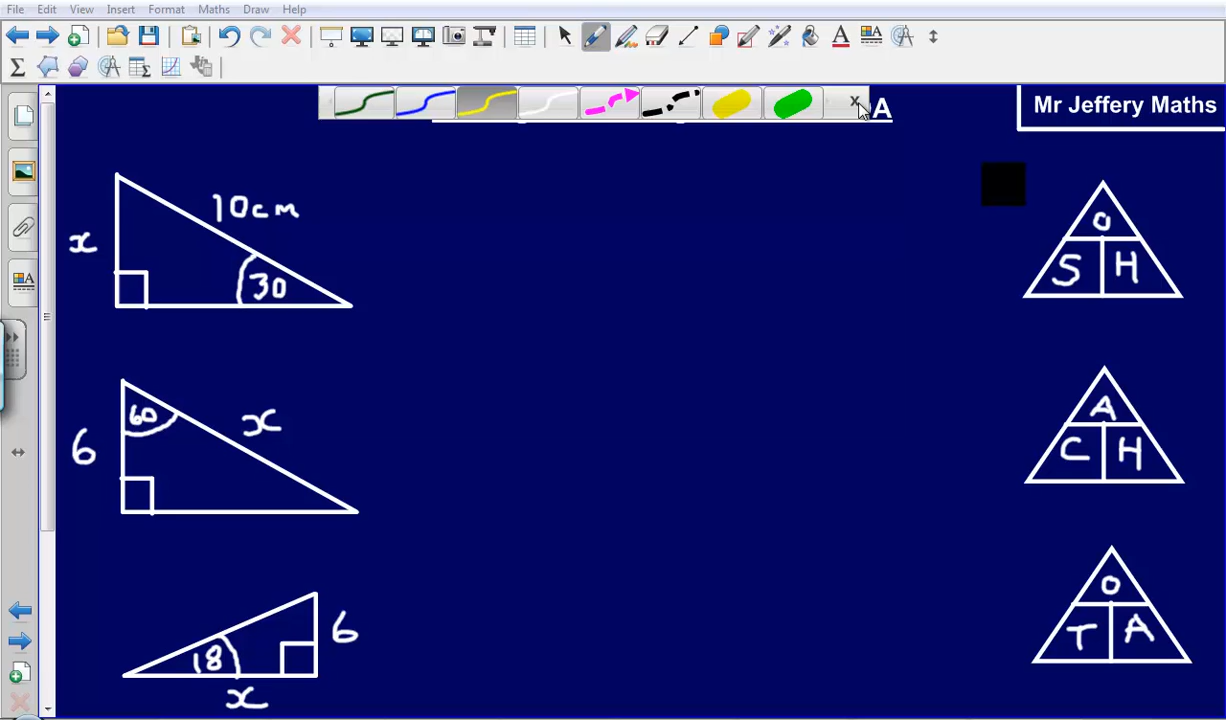 File Edit View Insert Format Maths Draw Help
x A
Mr Jeffery Maths
10cm
x
30
O
S H
60
x
6
A
C H
18
6
x
O
T A